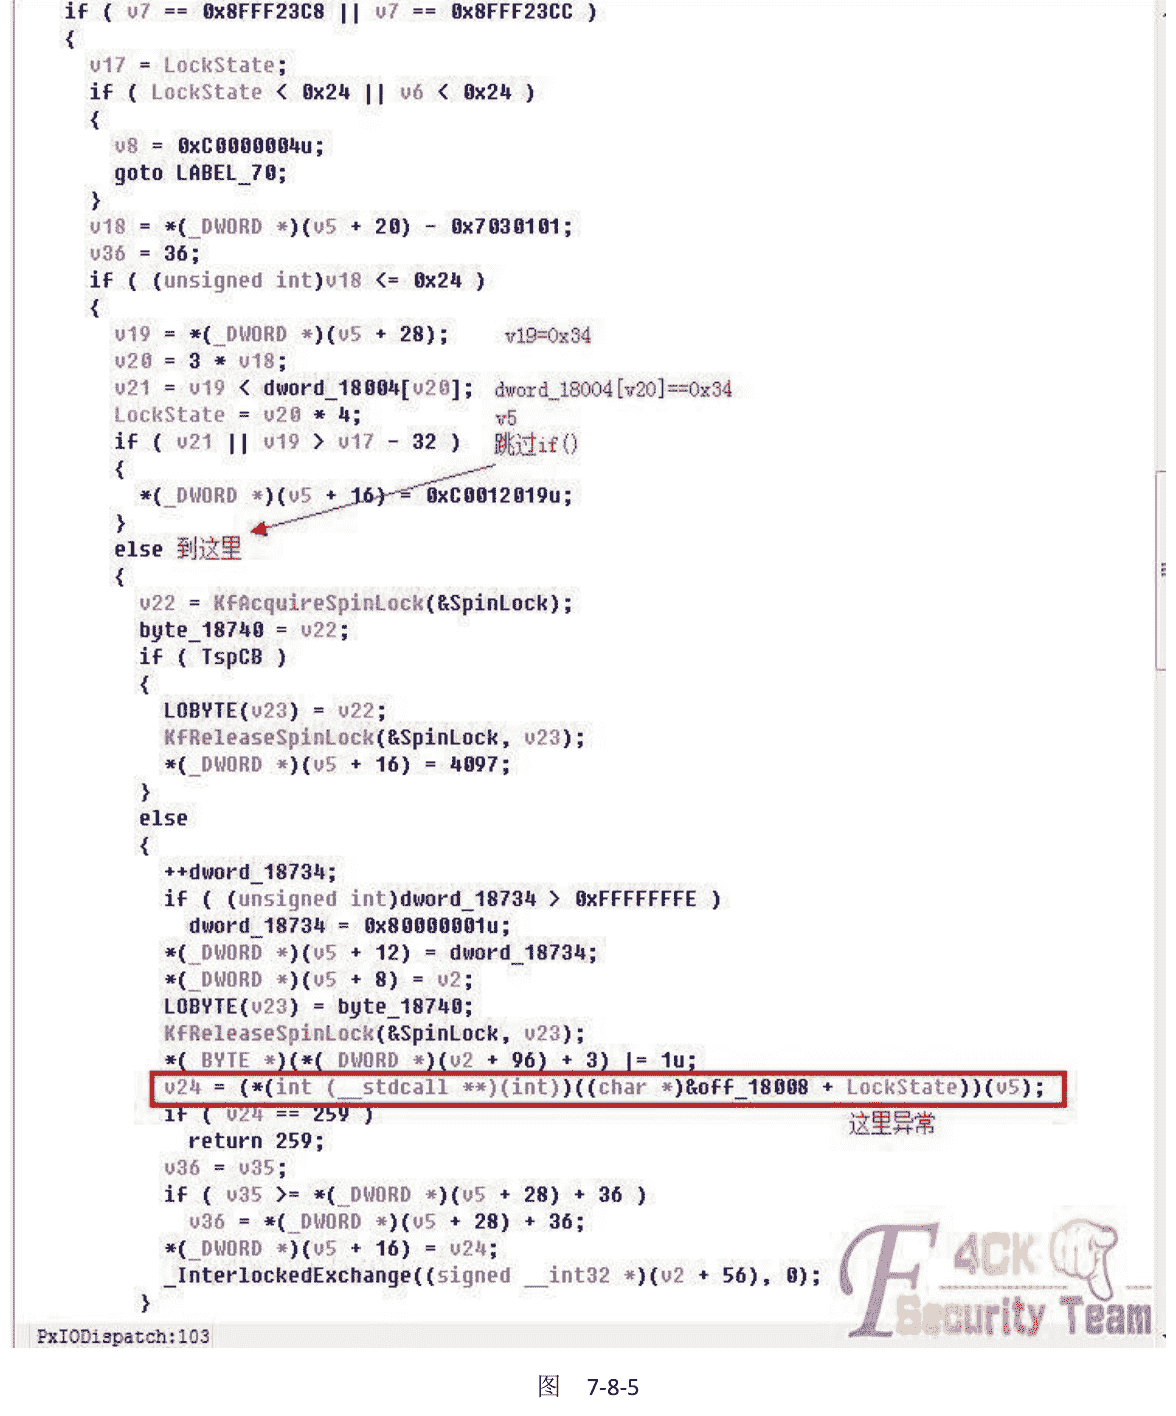 if ( v7 == 0x8FFF23C8 || v7 == 0x8FFF23CC )
{
v17 = LockState;
if ( LockState < 0x24 || v6 < 0x24 )
{
v8 = 0xC0000004u;
goto LABEL_70;
}
v18 = *(_DWORD *)(v5 + 20) - 0x7030101;
v36 = 36;
if ( (unsigned int)v18 <= 0x24 )
{
v19 = *(_DWORD *)(v5 + 28); v19=0x34
v20 = 3 * v18;
v21 = v19 < dword_18004[v20]; dword_18004[v20]==0x34
LockState = v20 * 4; v5
if ( v21 || v19 > v17 - 32 ) 跳过if()
{
*(_DWORD *)(v5 + 16) = 0xC0012019u;
}
else 到这里
{
v22 = KfAcquireSpinLock(&SpinLock);
byte_18740 = v22;
if ( TspCB )
{
LOBYTE(v23) = v22;
KfReleaseSpinLock(&SpinLock, v23);
*(_DWORD *)(v5 + 16) = 4097;
}
else
{
++dword_18734;
if ( (unsigned int)dword_18734 > 0xFFFFFFFE )
dword_18734 = 0x80000001u;
*(_DWORD *)(v5 + 12) = dword_18734;
*(_DWORD *)(v5 + 8) = v2;
LOBYTE(v23) = byte_18740;
KfReleaseSpinLock(&SpinLock, v23);
*(_BYTE *)(*(_DWORD *)(v2 + 96) + 3) |= 1u;
v24 = (*(int (__stdcall **)(int))((char *)&off_18008 + LockState))(v5);
if ( v24 == 259 ) 这里异常
return 259;
v36 = v35;
if ( v35 >= *(_DWORD *)(v5 + 28) + 36 )
v36 = *(_DWORD *)(v5 + 28) + 36;
*(_DWORD *)(v5 + 16) = v24;
_InterlockedExchange((signed __int32 *)(v2 + 56), 0);
}
F4CK
Security Team
PxIODispatch:103
图 7-8-5